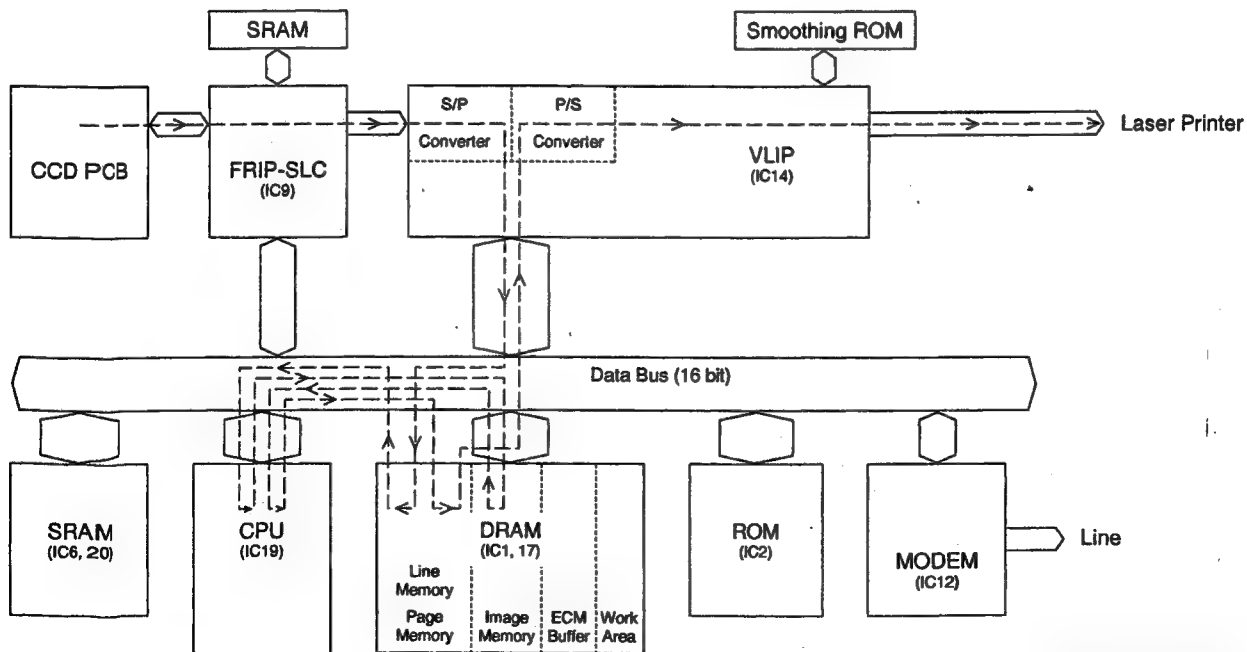 SRAM
Smoothing ROM
CCD PCB
FRIP-SLC
(IC9)
S/P
Converter
P/S
Converter
VLIP
(IC14)
Laser Printer
Data Bus (16 bit)
SRAM
(IC6, 20)
CPU
(IC19)
DRAM
(IC1, 17)
Line
Memory
Page
Memory
Image
Memory
ECM
Buffer
Work
Area
ROM
(IC2)
MODEM
(IC12)
Line